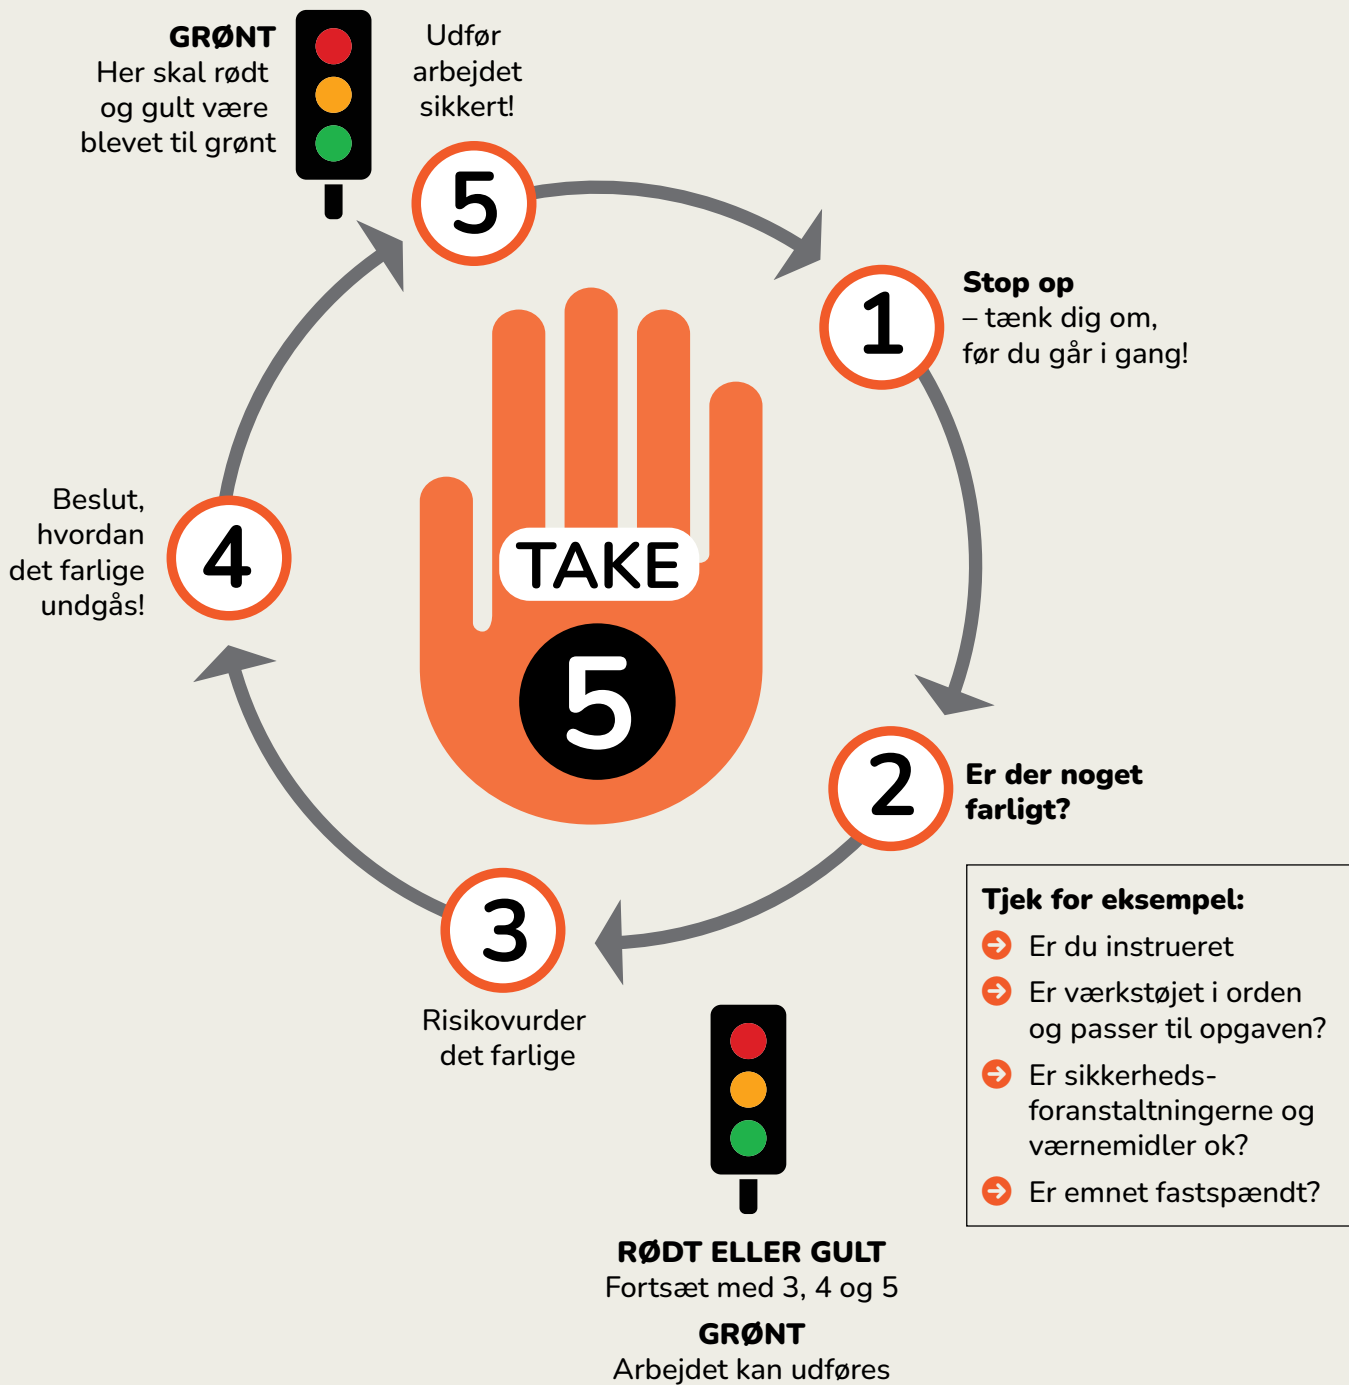 GRØNT
Her skal rødt
og gult være
blevet til grønt
Udfør
arbejdet
sikkert!
5
1
Stop op
– tænk dig om,
før du går i gang!
Beslut,
hvordan
det farlige
undgås!
4
TAKE
5
2
Er der noget
farligt?
3
Risikovurder
det farlige
Tjek for eksempel:
Er du instrueret
Er værkstøjet i orden
og passer til opgaven?
Er sikkerheds-
foranstaltningerne og
værnemidler ok?
Er emnet fastspændt?
RØDT ELLER GULT
Fortsæt med 3, 4 og 5
GRØNT
Arbejdet kan udføres